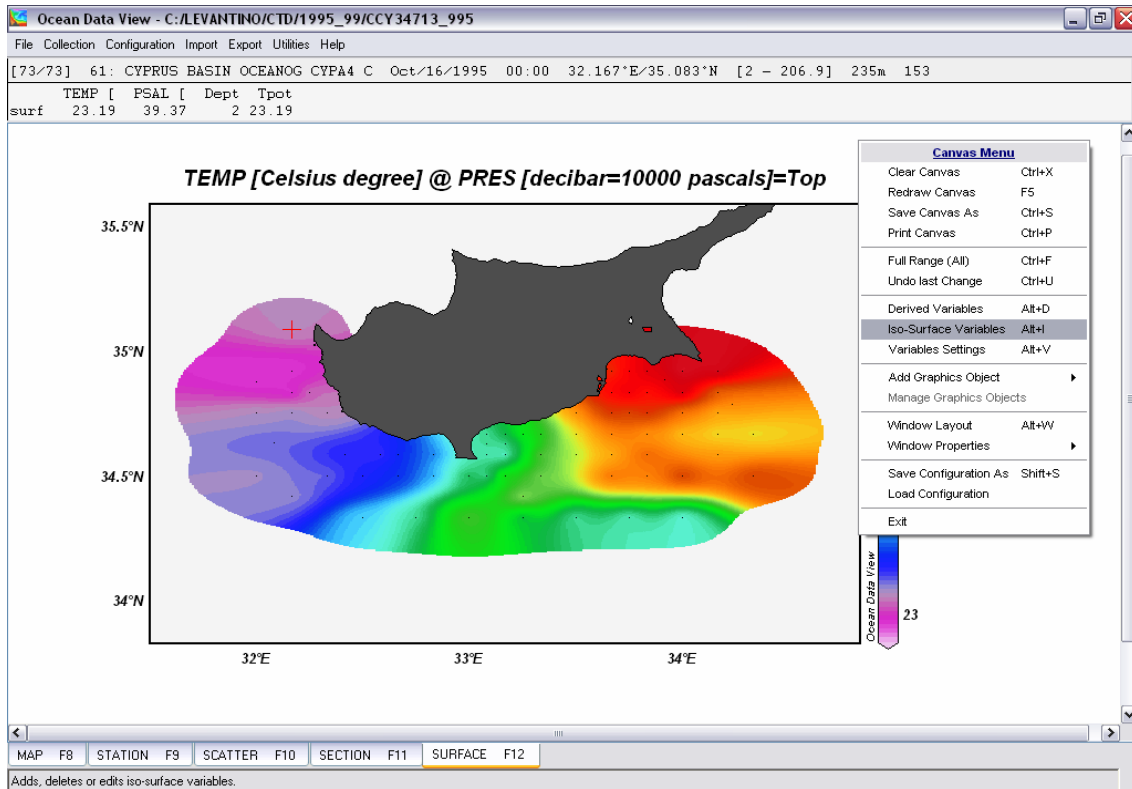 Ocean Data View - C:/LEVANTINO/CTD/1995_99/CCY34713_995
File Collection Configuration Import Export Utilities Help
[73/73] 61: CYPRUS BASIN OCEANOG CYPA4 C Oct/16/1995 00:00 32.167°E/35.083°N [2 - 206.9] 235m 153
TEMP [ PSAL [ Dept Tpot
surf 23.19 39.37 2 23.19
TEMP [Celsius degree] @ PRES [decibar=10000 pascals]=Top
35.5°N
35°N
34.5°N
34°N
32°E 33°E 34°E
Canvas Menu
Clear Canvas Ctrl+X
Redraw Canvas F5
Save Canvas As Ctrl+S
Print Canvas Ctrl+P
Full Range (All) Ctrl+F
Undo last Change Ctrl+U
Derived Variables Alt+D
Iso-Surface Variables Alt+I
Variables Settings Alt+V
Add Graphics Object
Manage Graphics Objects
Window Layout Alt+W
Window Properties
Save Configuration As Shift+S
Load Configuration
Exit
Ocean Data View
23
MAP F8 STATION F9 SCATTER F10 SECTION F11 SURFACE F12
Adds, deletes or edits iso-surface variables.